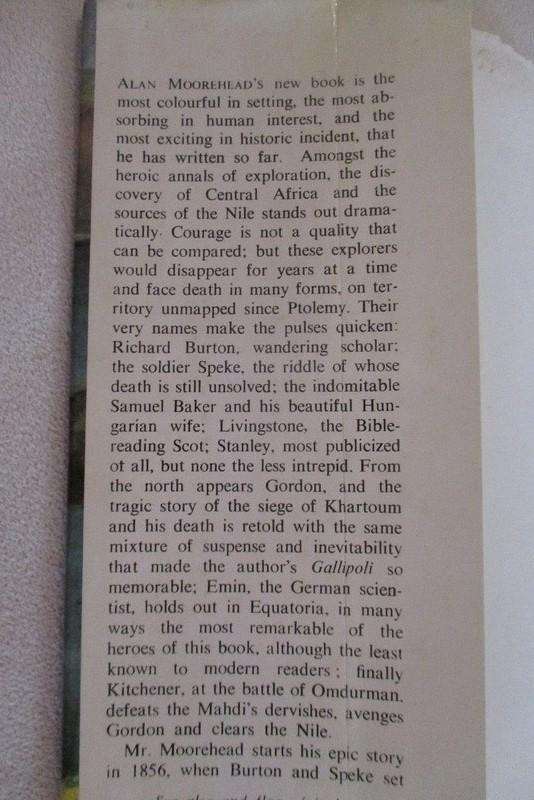 ALAN MOOREHEAD'S new book is the
most colourful in setting, the most ab-
sorbing in human interest, and the
most exciting in historic incident, that
he has written so far. Amongst the
heroic annals of exploration, the dis-
covery of Central Africa and the
sources of the Nile stands out drama-
tically. Courage is not a quality that
can be compared; but these explorers
would disappear for years at a time
and face death in many forms, on ter-
ritory unmapped since Ptolemy. Their
very names make the pulses quicken:
Richard Burton, wandering scholar;
the soldier Speke, the riddle of whose
death is still unsolved; the indomitable
Samuel Baker and his beautiful Hun-
garian wife; Livingstone, the Bible-
reading Scot; Stanley, most publicized
of all, but none the less intrepid. From
the north appears Gordon, and the
tragic story of the siege of Khartoum
and his death is retold with the same
mixture of suspense and inevitability
that made the author's Gallipoli so
memorable; Emin, the German scien-
tist, holds out in Equatoria, in many
ways the most remarkable of the
heroes of this book, although the least
known to modern readers; finally
Kitchener, at the battle of Omdurman,
defeats the Mahdi's dervishes, avenges
Gordon and clears the Nile.
Mr. Moorehead starts his epic story
in 1856, when Burton and Speke set